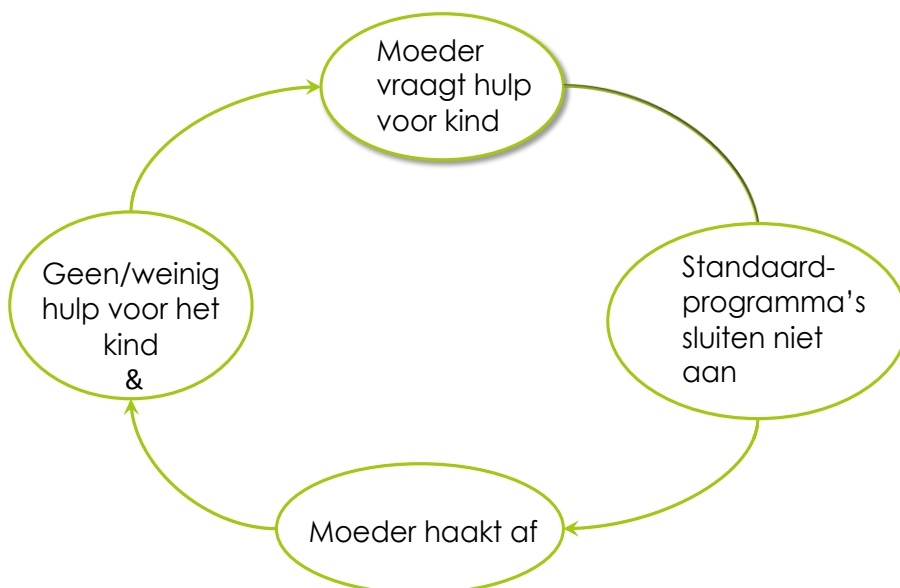 Moeder
vraagt hulp
voor kind
Standaard-
programma's
sluiten niet
aan
Moeder haakt af
Geen/weinig
hulp voor het
kind
&